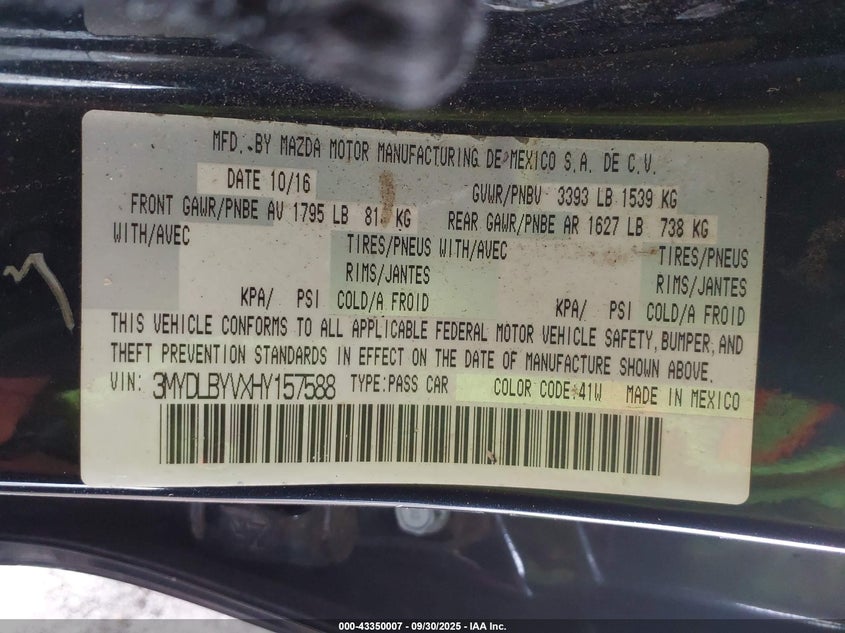 MFD. BY MAZDA MOTOR MANUFACTURING DE MEXICO S.A. DE C.V.
DATE 10/16 GVWR/PNBV 3393 LB 1539 KG
FRONT GAWR/PNBE AV 1795 LB KG REAR GAWR/PNBE AR 1627 LB 738 KG
WITH/AVEC TIRES/PNEUS WITH/AVEC TIRES/PNEUS
RIMS/JANTES RIMS/JANTES
KPA/ PSI COLD/A FROID KPA/ PSI COLD/A FROID
THIS VEHICLE CONFORMS TO ALL APPLICABLE FEDERAL MOTOR VEHICLE SAFETY, BUMPER, AND
THEFT PREVENTION STANDARDS IN EFFECT ON THE DATE OF MANUFACTURE SHOWN ABOVE.
VIN: 3MYDLBYVXHY157588 TYPE:PASS CAR COLOR CODE:41W MADE IN MEXICO
000-43350007 - 09/30/2025 - IAA Inc.